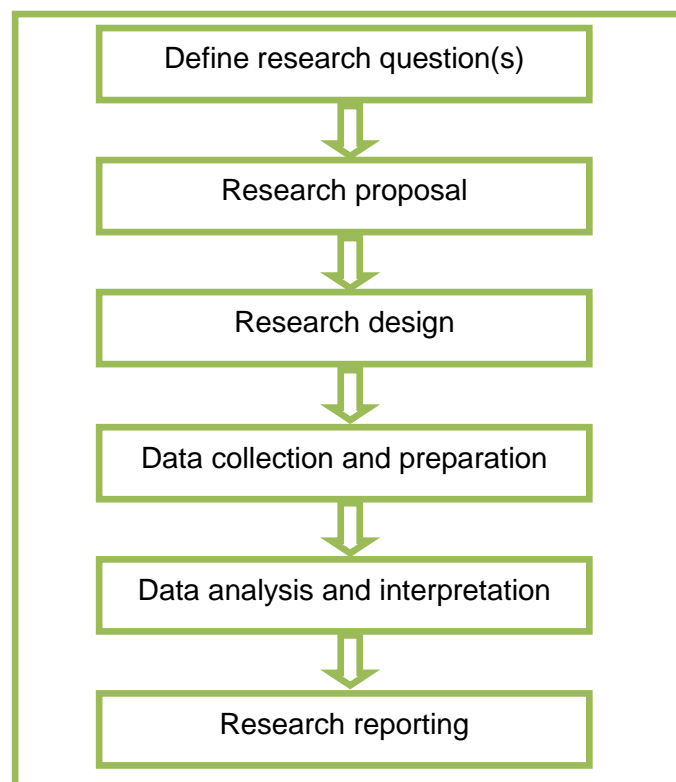 Define research question(s)
Research proposal
Research design
Data collection and preparation
Data analysis and interpretation
Research reporting